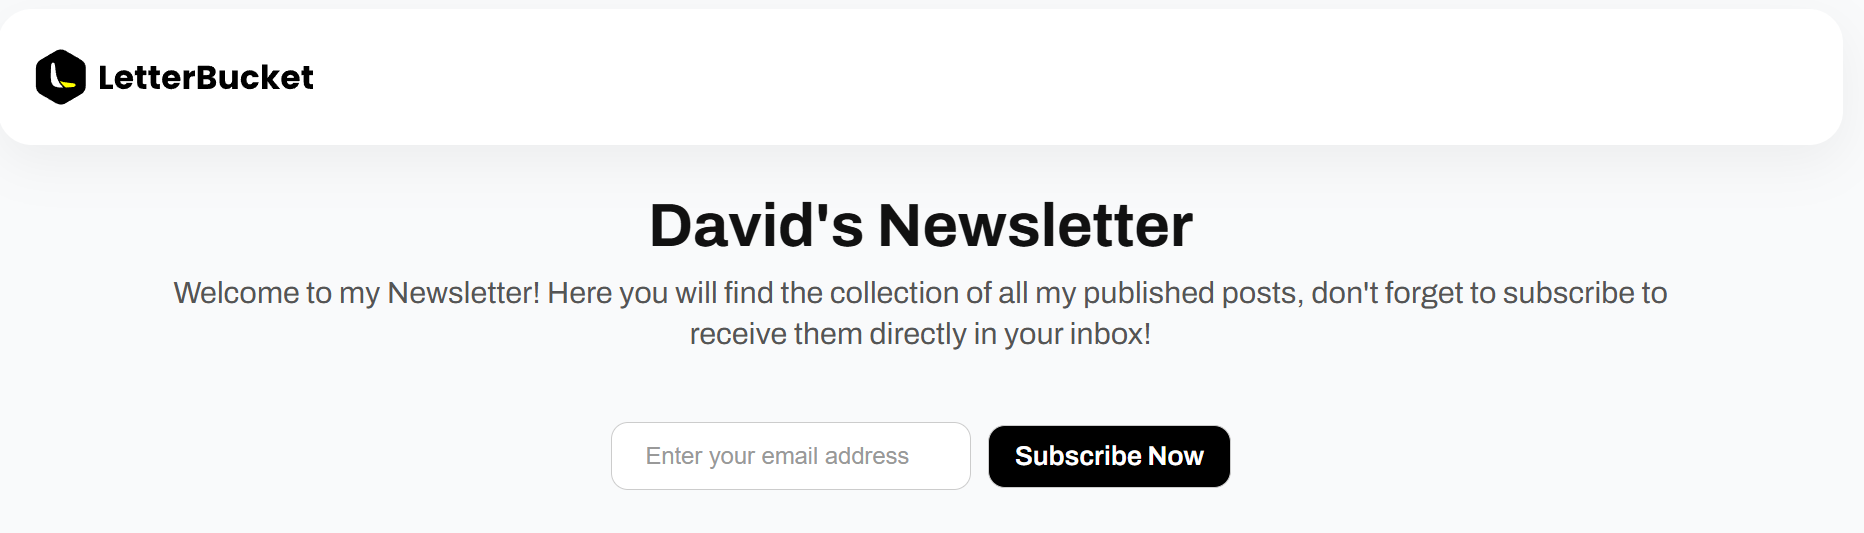 LetterBucket
David's Newsletter
Welcome to my Newsletter! Here you will find the collection of all my published posts, don't forget to subscribe to
receive them directly in your inbox!
Enter your email address
Subscribe Now